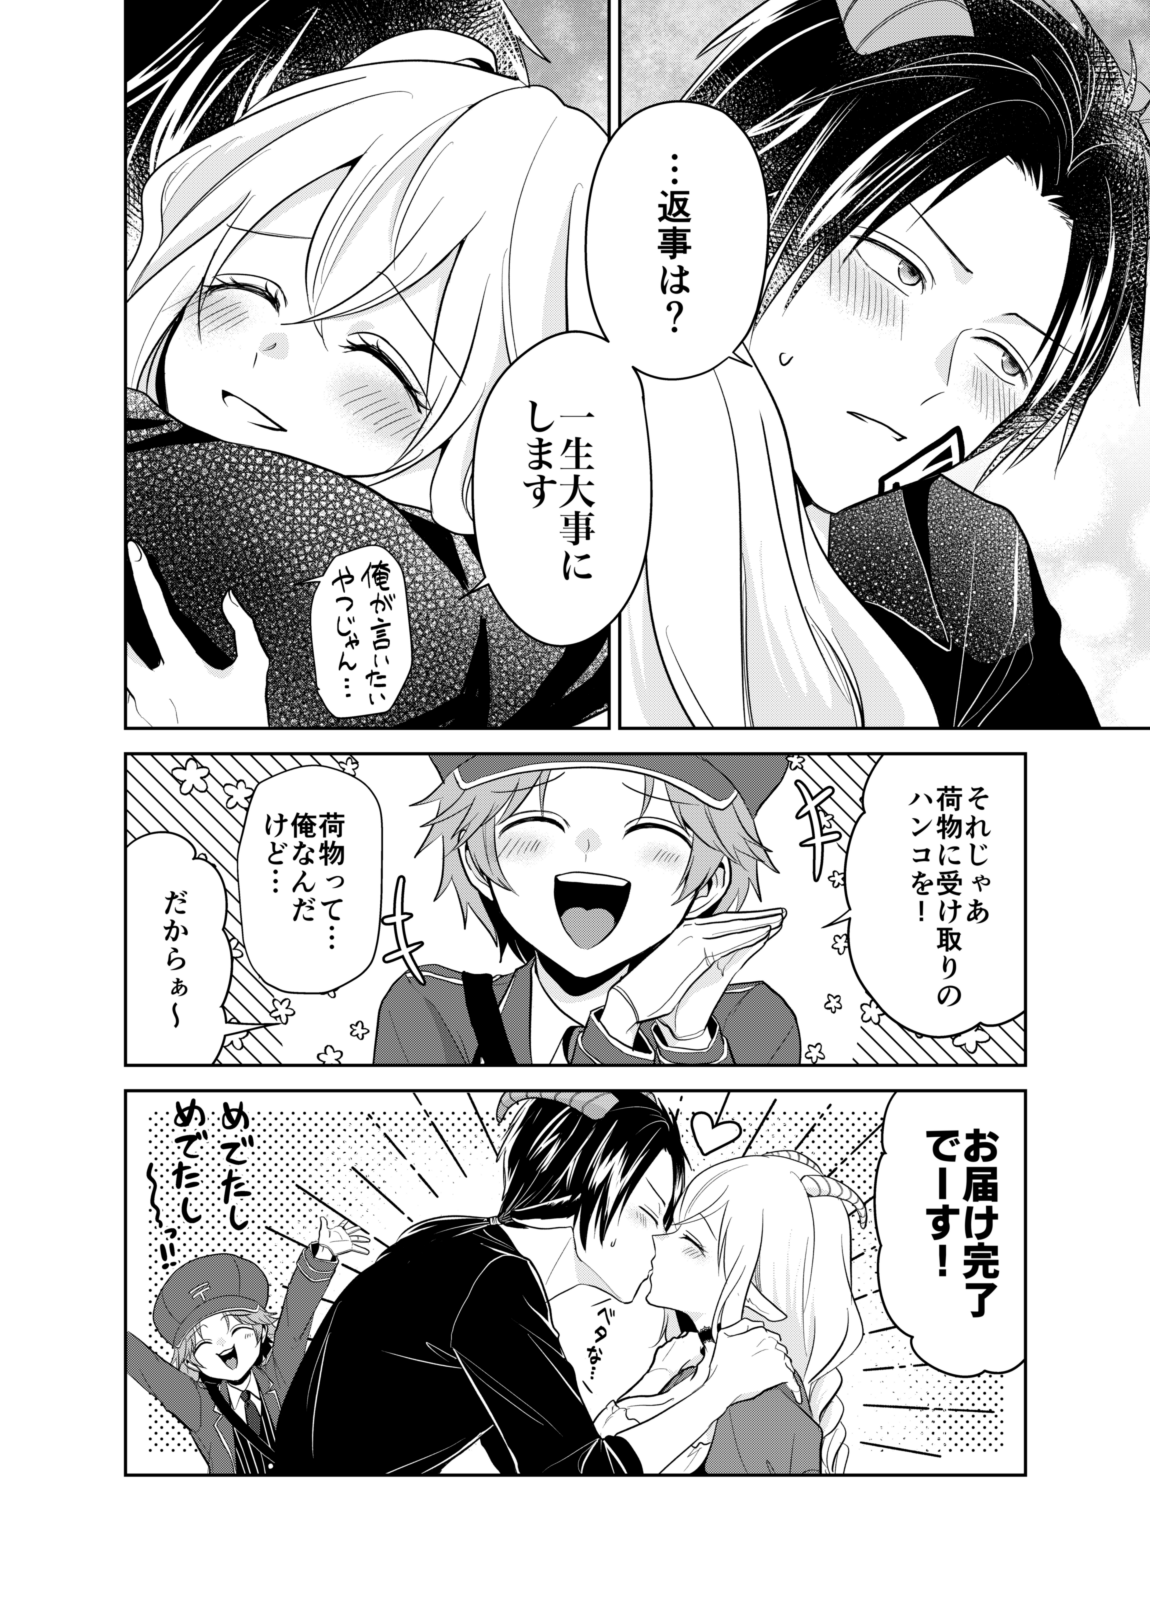 …返事は？
一生大事に
します
俺が言いたい
やつじゃん…
それじゃあ
荷物に受け取りの
ハンコを！
荷物って…
俺なんだ
けど…
だからぁ〜
お届け完了
でーす！
ベタな…
めでたし
めでたし〜〜っ!!